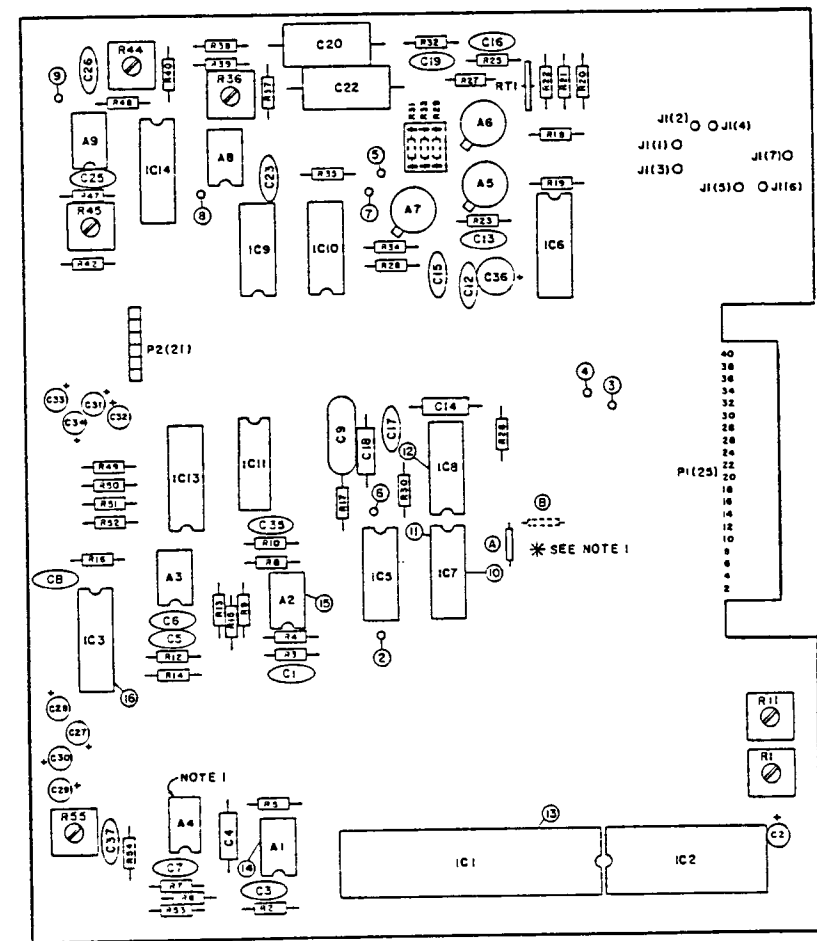 R44
C26
R40
R38
R39
R36
R37
C20
C22
R32
C19
C16
R25
R27
RT1
R22
R21
R20
9
R48
A9
C25
R47
R45
R42
IC14
A8
8
C23
R35
5
7
R31
R33
R29
A6
A5
A7
R18
R19
R23
C13
R34
R28
C15
C12
C36
+
IC9
IC10
IC6
J1(2)
J1(4)
J1(1)
J1(3)
J1(7)
J1(5)
J1(6)
P2(21)
C33
C31
C34
C32
4
3
40
38
36
34
32
30
28
26
24
22
20
18
16
14
12
10
8
6
4
2
P1(25)
C9
C18
C17
C14
12
IC8
R17
R30
6
IC13
IC11
R49
R50
R51
R52
C35
R10
R8
11
B
A
✳ SEE NOTE 1
IC5
IC7
10
R16
C8
A3
IC3
C6
C5
R12
R14
R13
R15
R9
A2
15
R4
R3
C1
2
16
C28
C27
C30
C29
R11
R1
NOTE 1
R55
C37
R54
A4
C4
R5
A1
14
C7
R7
R6
R53
C3
R2
13
IC1
IC2
+
C2